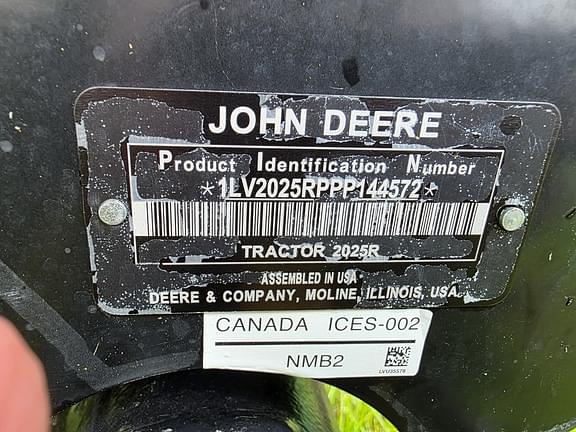 JOHN DEERE
Product Identification Number
*1LV2025RPPP144572*
TRACTOR 2025R
ASSEMBLED IN USA
DEERE & COMPANY, MOLINE, ILLINOIS, USA
CANADA ICES-002
NMB2
LVU35578